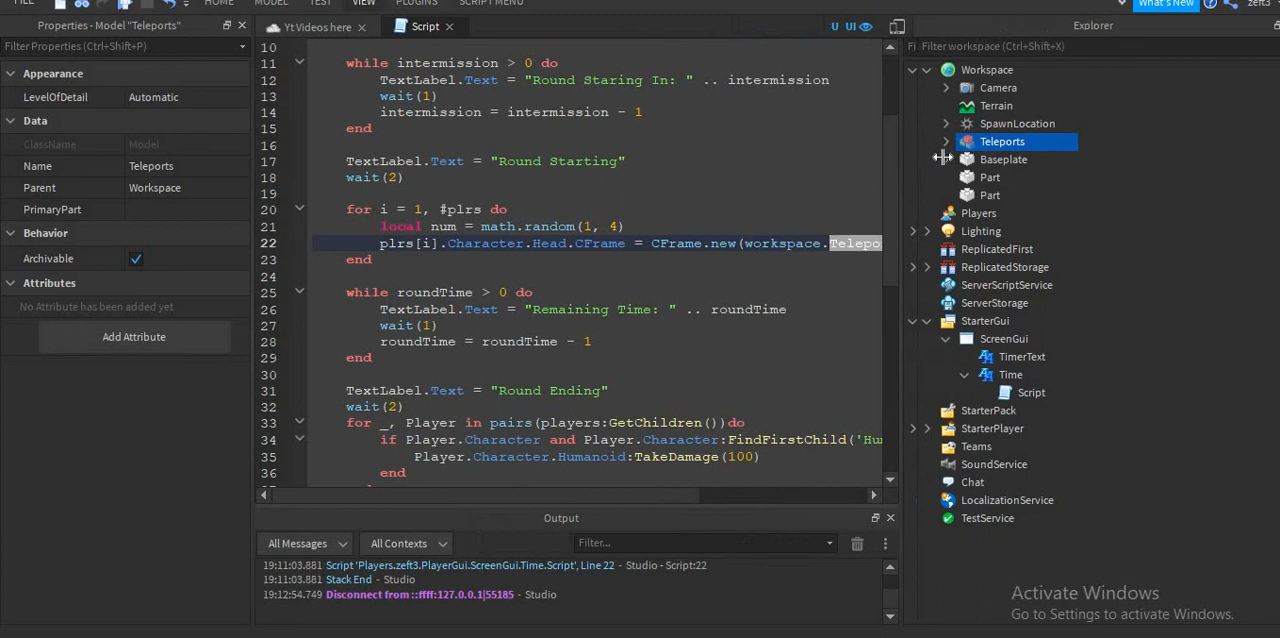 FILE HOME MODEL TEST VIEW PLUGINS SCRIPT MENU What's New zeft3
Properties - Model "Teleports"
Filter Properties (Ctrl+Shift+P)
Appearance
LevelOfDetail Automatic
Data
ClassName Model
Name Teleports
Parent Workspace
PrimaryPart
Behavior
Archivable
Attributes
No Attribute has been added yet
Add Attribute
Yt Videos here
Script
U UI
10
11 while intermission > 0 do
12 TextLabel.Text = "Round Staring In: " .. intermission
13 wait(1)
14 intermission = intermission - 1
15 end
16
17 TextLabel.Text = "Round Starting"
18 wait(2)
19
20 for i = 1, #plrs do
21 local num = math.random(1, 4)
22 plrs[i].Character.Head.CFrame = CFrame.new(workspace.Telepo
23 end
24
25 while roundTime > 0 do
26 TextLabel.Text = "Remaining Time: " .. roundTime
27 wait(1)
28 roundTime = roundTime - 1
29 end
30
31 TextLabel.Text = "Round Ending"
32 wait(2)
33 for _, Player in pairs(players:GetChildren())do
34 if Player.Character and Player.Character:FindFirstChild('Hu
35 Player.Character.Humanoid:TakeDamage(100)
36 end
Output
All Messages All Contexts Filter...
19:11:03.881 Script 'Players.zeft3.PlayerGui.ScreenGui.Time.Script', Line 22 - Studio - Script:22
19:11:03.881 Stack End - Studio
19:12:54.749 Disconnect from ::ffff:127.0.0.1|55185 - Studio
Explorer
Fi Filter workspace (Ctrl+Shift+X)
Workspace
Camera
Terrain
SpawnLocation
Teleports
Baseplate
Part
Part
Players
Lighting
ReplicatedFirst
ReplicatedStorage
ServerScriptService
ServerStorage
StarterGui
ScreenGui
TimerText
Time
Script
StarterPack
StarterPlayer
Teams
SoundService
Chat
LocalizationService
TestService
Activate Windows
Go to Settings to activate Windows.